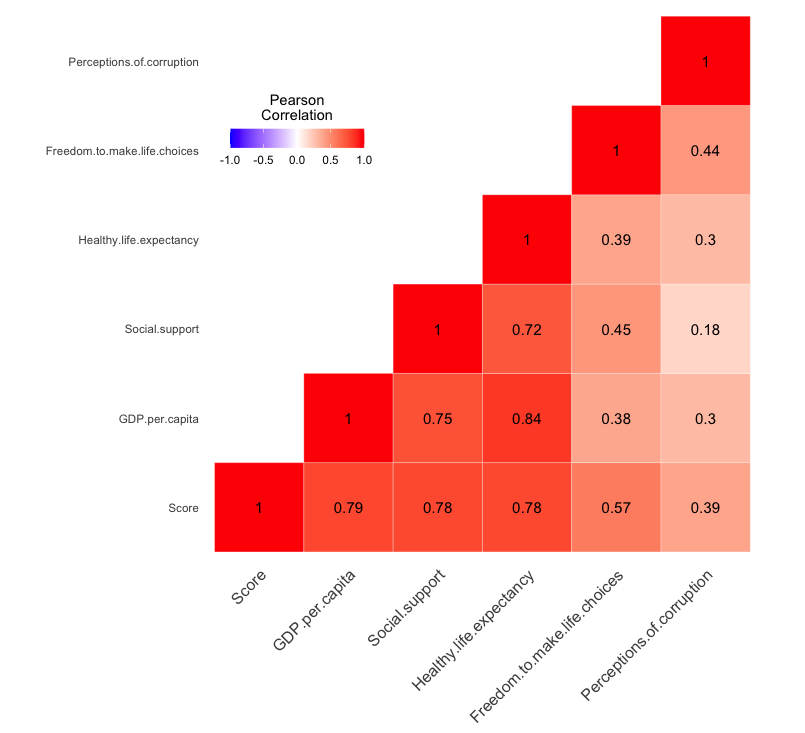 Perceptions.of.corruption
1
Pearson
Correlation
-1.0 -0.5 0.0 0.5 1.0
Freedom.to.make.life.choices
1 0.44
Healthy.life.expectancy
1 0.39 0.3
Social.support
1 0.72 0.45 0.18
GDP.per.capita
1 0.75 0.84 0.38 0.3
Score
1 0.79 0.78 0.78 0.57 0.39
Score
GDP.per.capita
Social.support
Healthy.life.expectancy
Freedom.to.make.life.choices
Perceptions.of.corruption